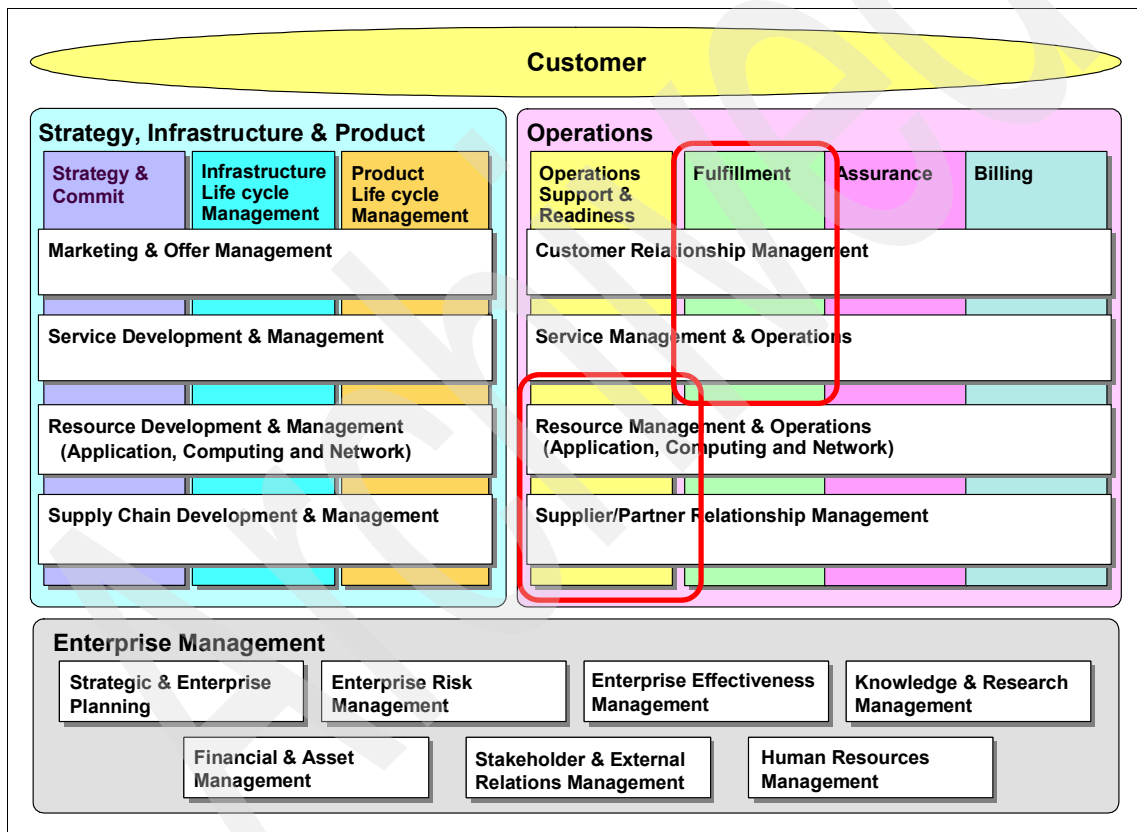 Customer
Strategy, Infrastructure & Product
Strategy &
Commit
Infrastructure
Life cycle
Management
Product
Life cycle
Management
Marketing & Offer Management
Service Development & Management
Resource Development & Management
(Application, Computing and Network)
Supply Chain Development & Management
Operations
Operations
Support &
Readiness
Fulfillment
Assurance
Billing
Customer Relationship Management
Service Management & Operations
Resource Management & Operations
(Application, Computing and Network)
Supplier/Partner Relationship Management
Enterprise Management
Strategic & Enterprise
Planning
Enterprise Risk
Management
Enterprise Effectiveness
Management
Knowledge & Research
Management
Financial & Asset
Management
Stakeholder & External
Relations Management
Human Resources
Management
Archived